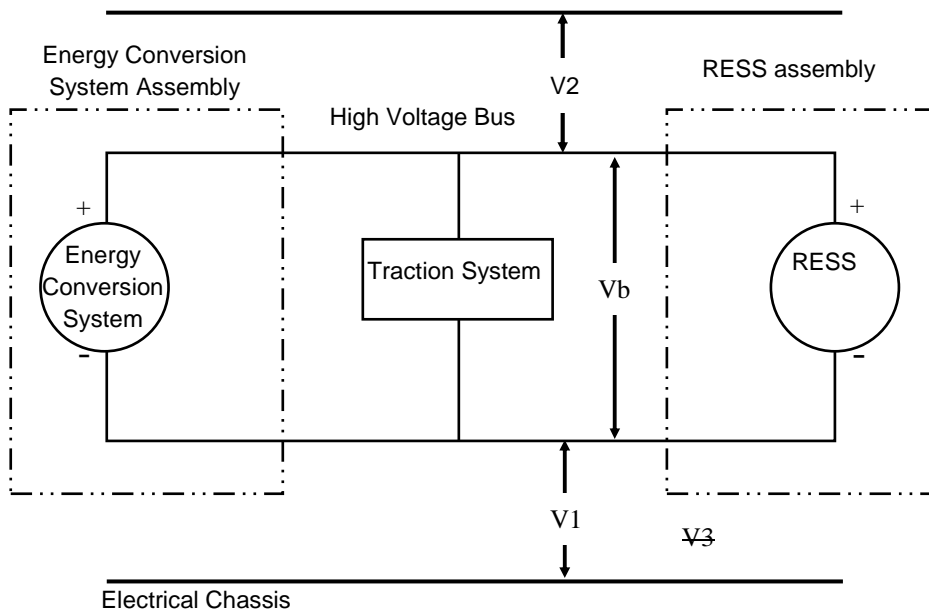 Energy Conversion
System Assembly
V2
RESS assembly
High Voltage Bus
+
+
Energy
Conversion
System
Traction System
Vb
RESS
-
-
V1
V3
Electrical Chassis